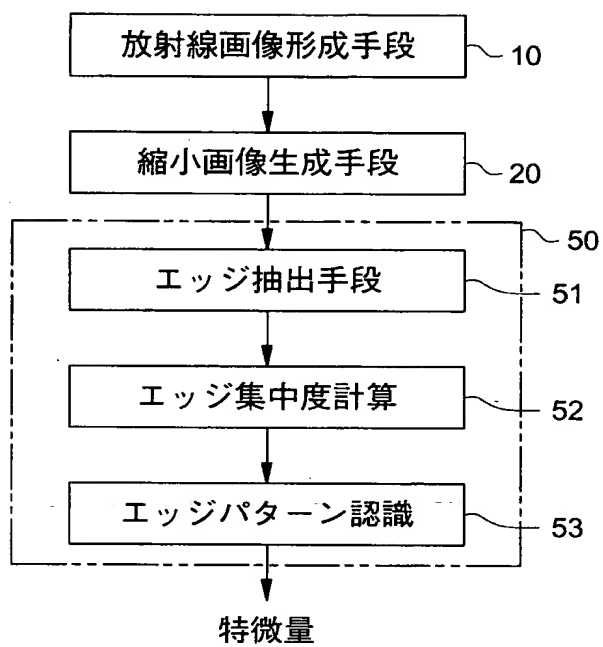 放射線画像形成手段
10
縮小画像生成手段
20
50
エッジ抽出手段
51
エッジ集中度計算
52
エッジパターン認識
53
特微量